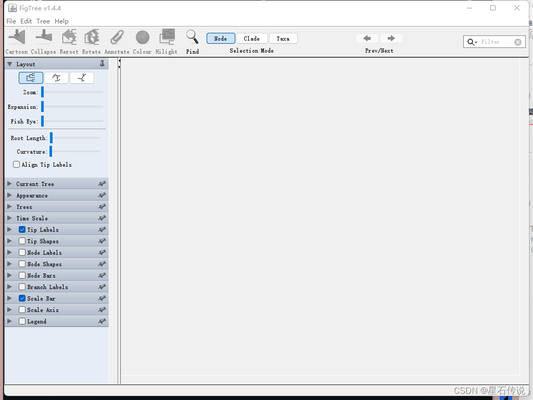 FigTree v1.4.4
File Edit Tree Help
Cartoon Collapse Reroot Rotate Annotate Colour Hilight Find
Node Clade Taxa
Selection Mode
Prev/Next
Filter
Layout
Zoom:
Expansion:
Fish Eye:
Root Length:
Curvature:
Align Tip Labels
Current Tree
Appearance
Trees
Time Scale
Tip Labels
Tip Shapes
Node Labels
Node Shapes
Node Bars
Branch Labels
Scale Bar
Scale Axis
Legend
CSDN @星石传说